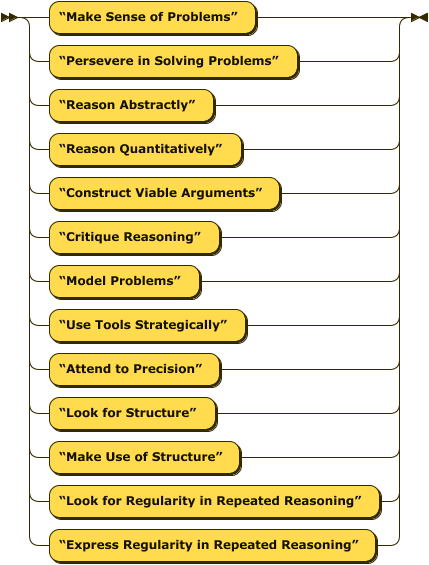 “Make Sense of Problems”
“Persevere in Solving Problems”
“Reason Abstractly”
“Reason Quantitatively”
“Construct Viable Arguments”
“Critique Reasoning”
“Model Problems”
“Use Tools Strategically”
“Attend to Precision”
“Look for Structure”
“Make Use of Structure”
“Look for Regularity in Repeated Reasoning”
“Express Regularity in Repeated Reasoning”